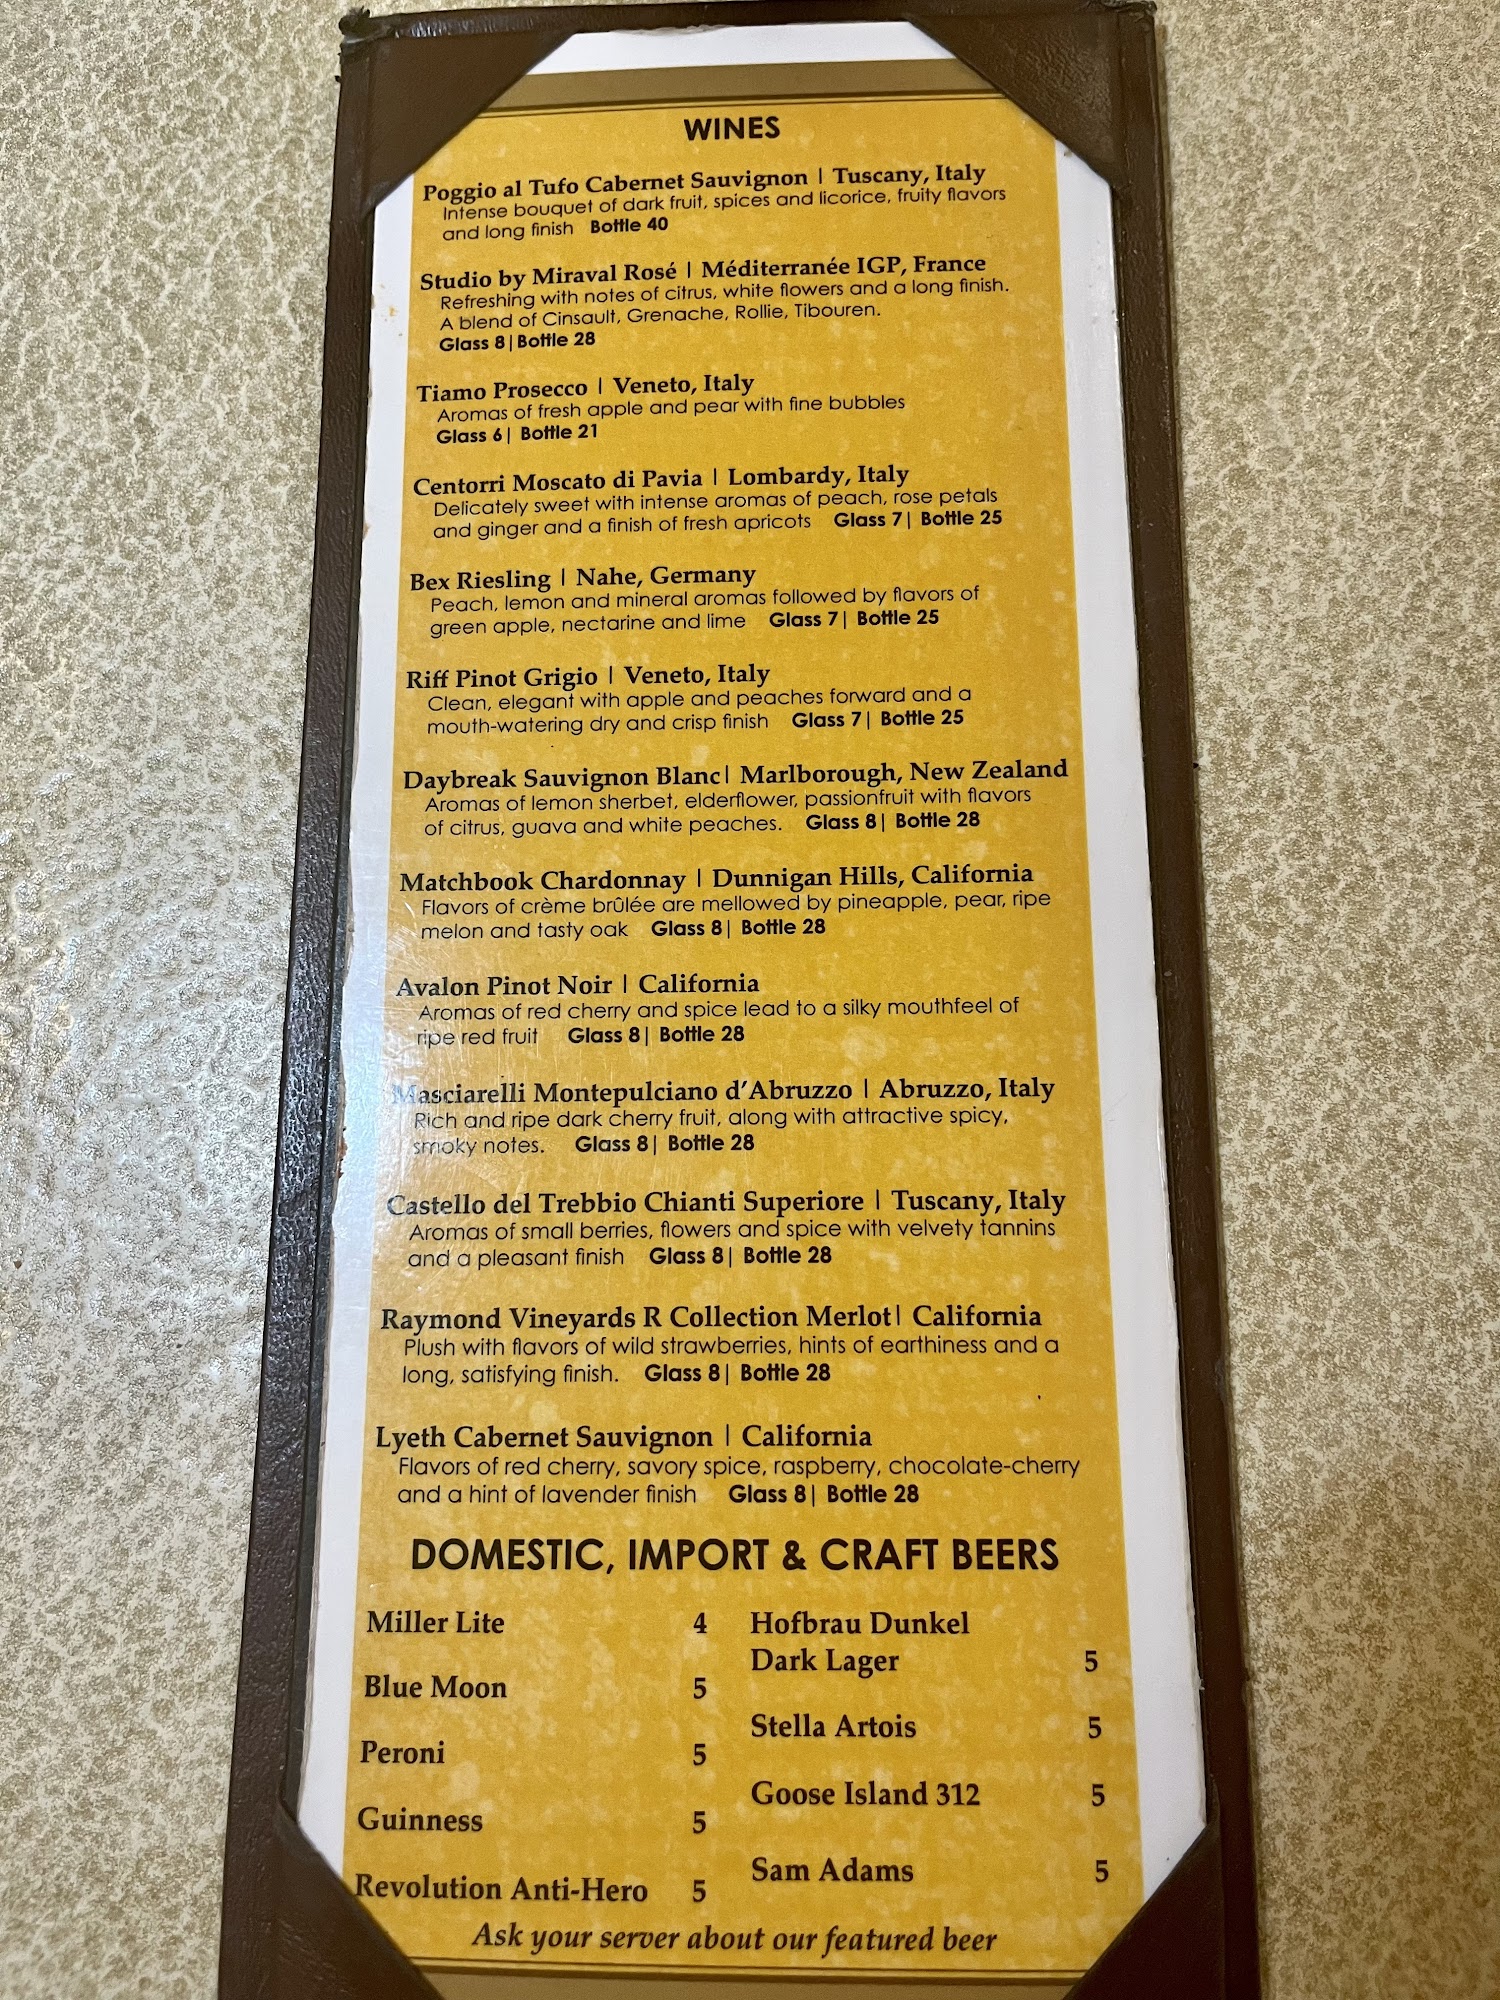 WINES
Poggio al Tufo Cabernet Sauvignon | Tuscany, Italy
Intense bouquet of dark fruit, spices and licorice, fruity flavors
and long finish Bottle 40
Studio by Miraval Rosé | Méditerranée IGP, France
Refreshing with notes of citrus, white flowers and a long finish.
A blend of Cinsault, Grenache, Rollie, Tibouren.
Glass 8| Bottle 28
Tiamo Prosecco | Veneto, Italy
Aromas of fresh apple and pear with fine bubbles
Glass 6| Bottle 21
Centorri Moscato di Pavia | Lombardy, Italy
Delicately sweet with intense aromas of peach, rose petals
and ginger and a finish of fresh apricots Glass 7| Bottle 25
Bex Riesling | Nahe, Germany
Peach, lemon and mineral aromas followed by flavors of
green apple, nectarine and lime Glass 7| Bottle 25
Riff Pinot Grigio | Veneto, Italy
Clean, elegant with apple and peaches forward and a
mouth-watering dry and crisp finish Glass 7| Bottle 25
Daybreak Sauvignon Blanc| Marlborough, New Zealand
Aromas of lemon sherbet, elderflower, passionfruit with flavors
of citrus, guava and white peaches. Glass 8| Bottle 28
Matchbook Chardonnay | Dunnigan Hills, California
Flavors of crème brûlée are mellowed by pineapple, pear, ripe
melon and tasty oak Glass 8| Bottle 28
Avalon Pinot Noir | California
Aromas of red cherry and spice lead to a silky mouthfeel of
ripe red fruit Glass 8| Bottle 28
Masciarelli Montepulciano d'Abruzzo | Abruzzo, Italy
Rich and ripe dark cherry fruit, along with attractive spicy,
smoky notes. Glass 8| Bottle 28
Castello del Trebbio Chianti Superiore | Tuscany, Italy
Aromas of small berries, flowers and spice with velvety tannins
and a pleasant finish Glass 8| Bottle 28
Raymond Vineyards R Collection Merlot| California
Plush with flavors of wild strawberries, hints of earthiness and a
long, satisfying finish. Glass 8| Bottle 28
Lyeth Cabernet Sauvignon | California
Flavors of red cherry, savory spice, raspberry, chocolate-cherry
and a hint of lavender finish Glass 8| Bottle 28
DOMESTIC, IMPORT & CRAFT BEERS
Miller Lite 4
Blue Moon 5
Peroni 5
Guinness 5
Revolution Anti-Hero 5
Hofbrau Dunkel
Dark Lager 5
Stella Artois 5
Goose Island 312 5
Sam Adams 5
Ask your server about our featured beer